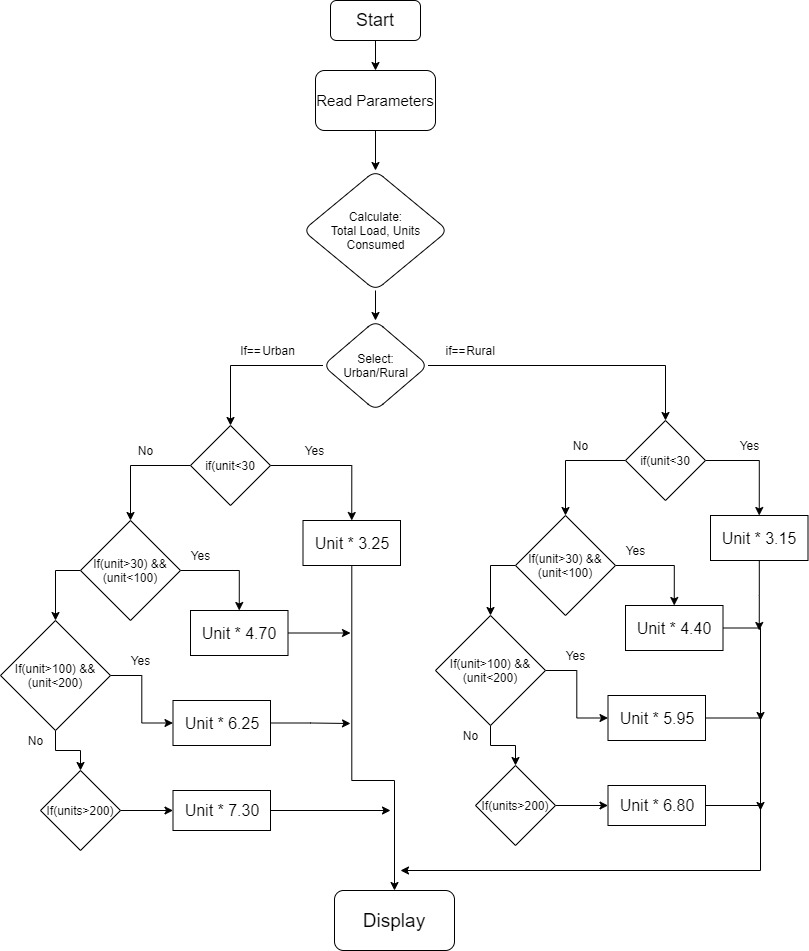 Start
Read Parameters
Calculate:
Total Load, Units
Consumed
If==Urban
Select:
Urban/Rural
if==Rural
No
if(unit<30
Yes
No
if(unit<30
Yes
If(unit>30) &&
(unit<100)
Yes
Unit * 3.25
If(unit>30) &&
(unit<100)
Yes
Unit * 3.15
Unit * 4.70
Unit * 4.40
If(unit>100) &&
(unit<200)
Yes
Unit * 6.25
If(unit>100) &&
(unit<200)
Yes
Unit * 5.95
No
If(units>200)
Unit * 7.30
No
If(units>200)
Unit * 6.80
Display